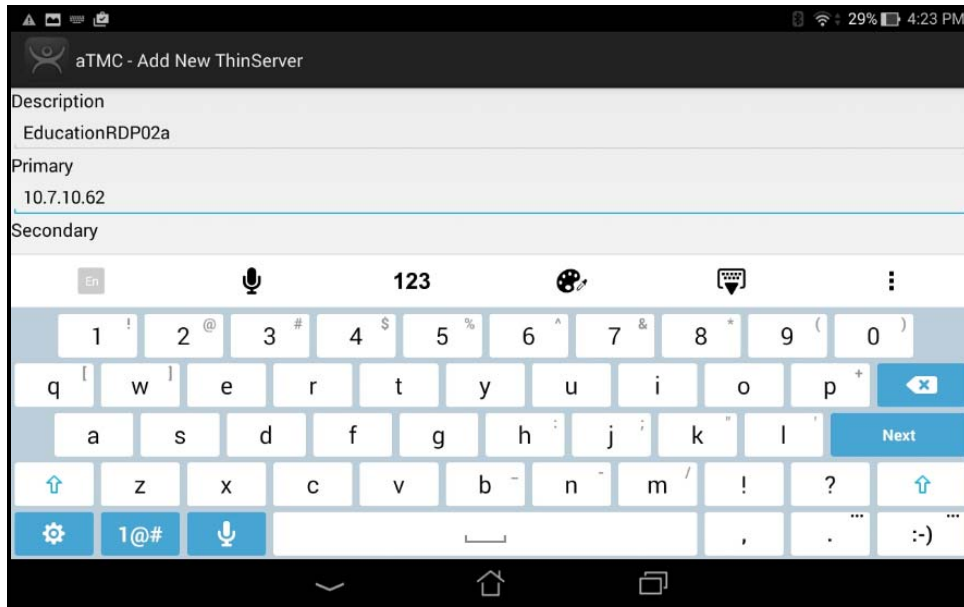 29% 4:23 PM
aTMC - Add New ThinServer
Description
EducationRDP02a
Primary
10.7.10.62
Secondary
En 123
1 ! 2 @ 3 # 4 $ 5 % 6 ^ 7 & 8 * 9 ( 0 )
q [ w ] e r t y u i o p +
a s d f g h : j ; k " l ' Next
z x c v b _ n - m / ! ?
1@# , . ... :-) ...